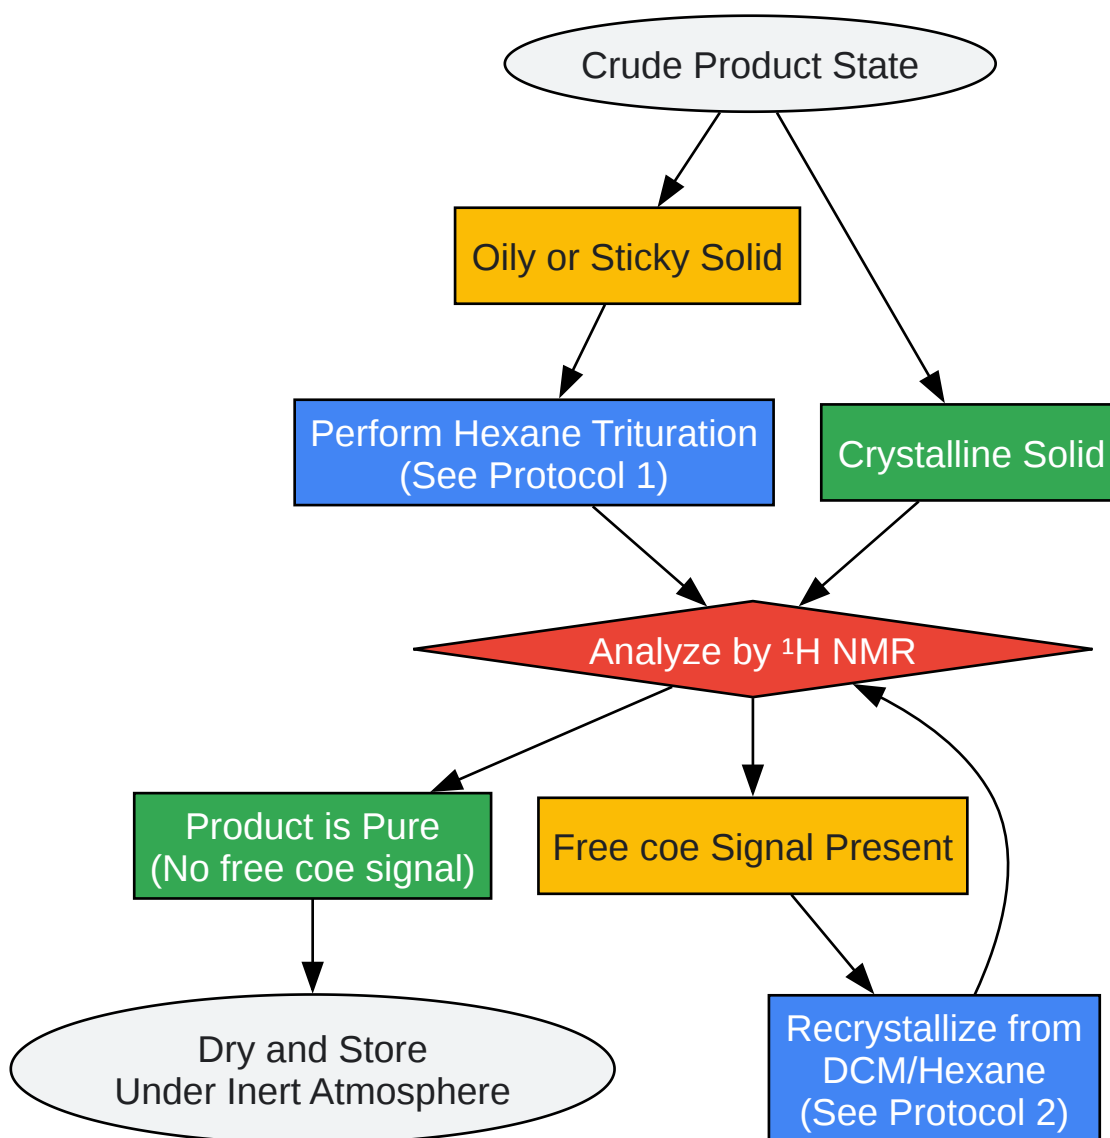 Crude Product State
Oily or Sticky Solid
Perform Hexane Trituration
(See Protocol 1)
Crystalline Solid
Analyze by ¹H NMR
Product is Pure
(No free coe signal)
Free coe Signal Present
Dry and Store
Under Inert Atmosphere
Recrystallize from
DCM/Hexane
(See Protocol 2)